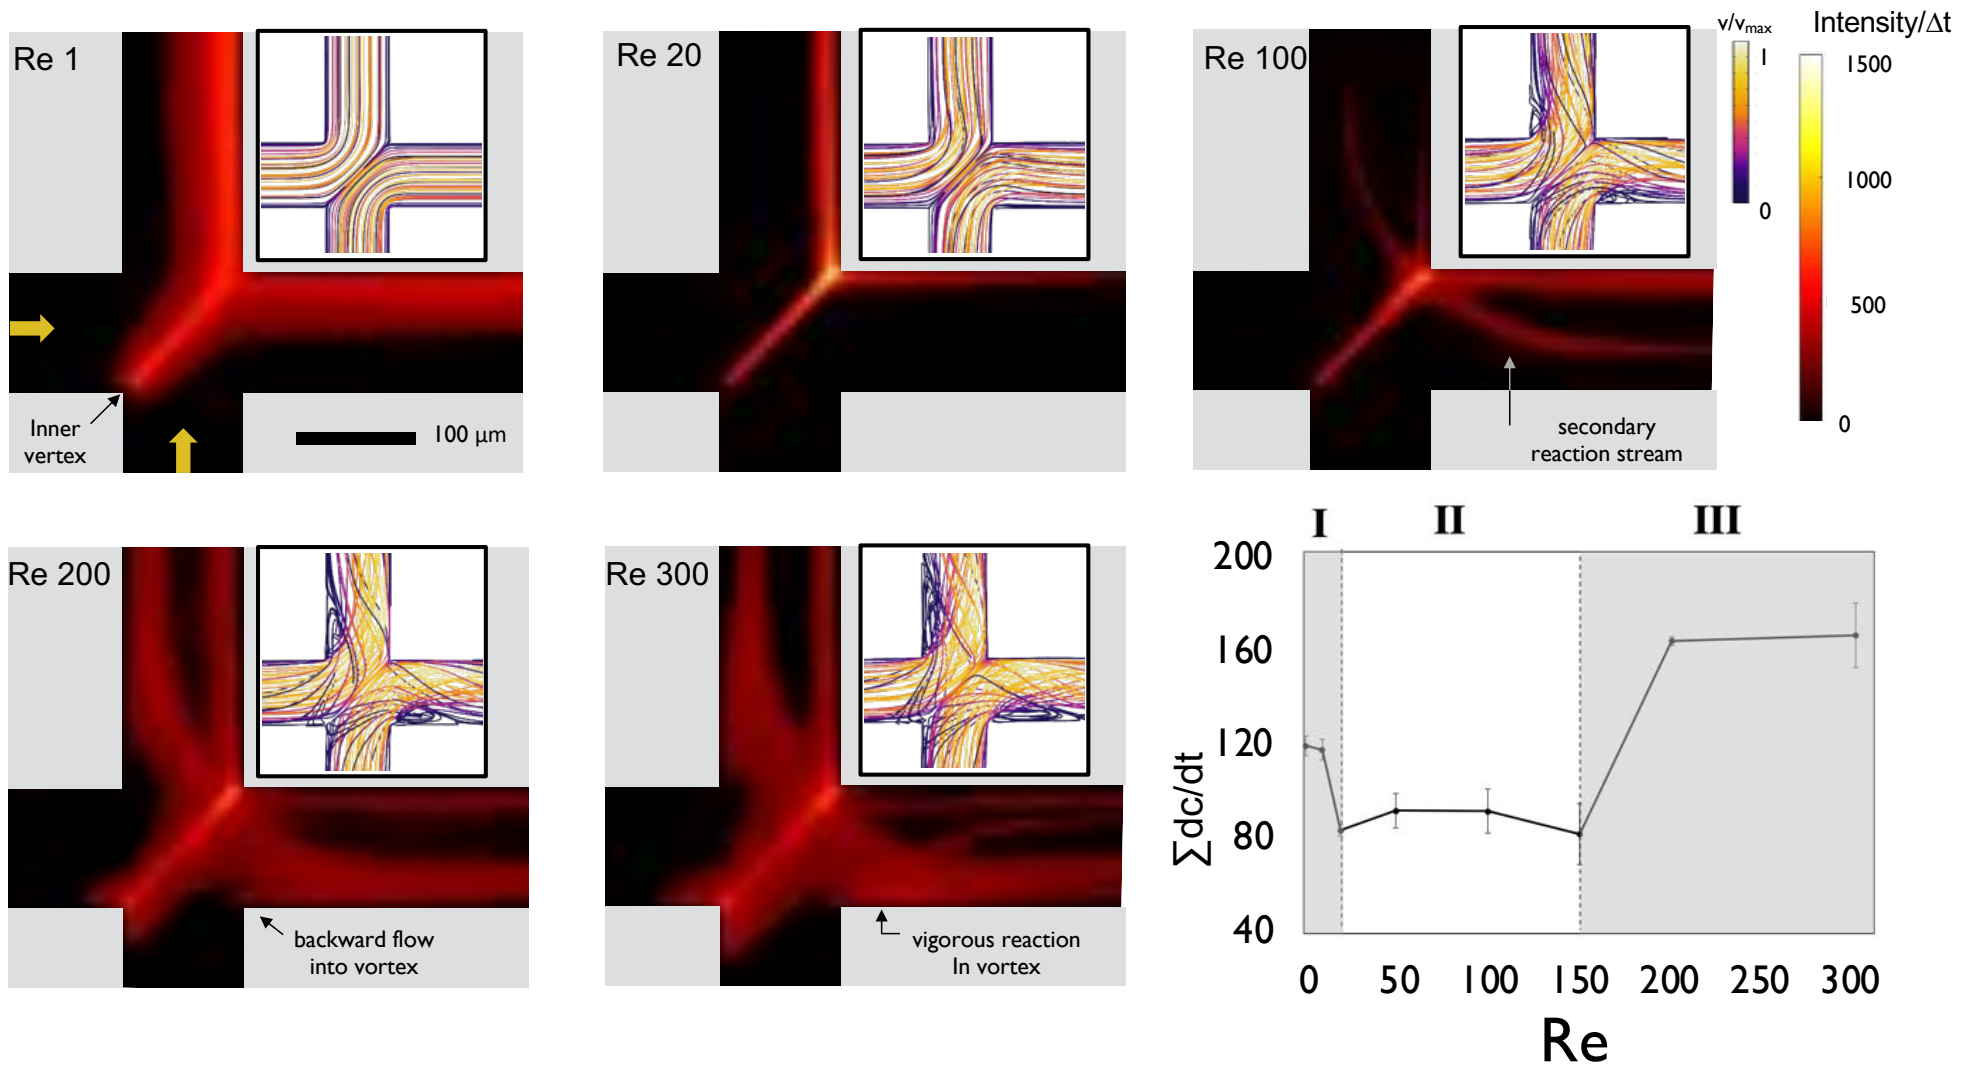 Re 1
Inner
vertex
100 μm
Re 20
Re 100
secondary
reaction stream
v/vmax
1
0
Intensity/Δt
1500
1000
500
0
Re 200
backward flow
into vortex
Re 300
vigorous reaction
In vortex
I
II
III
200
160
120
80
40
∑dc/dt
0
50
100
150
200
250
300
Re